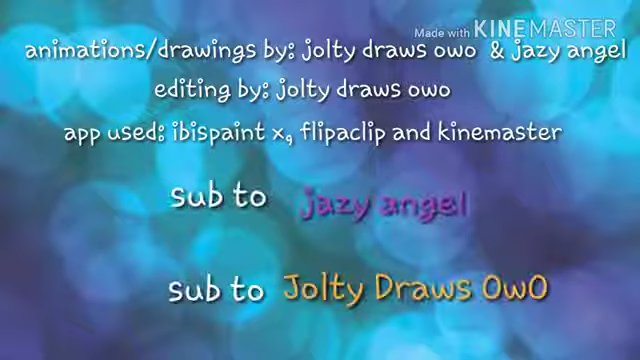 Made with KINEMASTER
animations/drawings by: jolty draws owo & jazy angel
editing by: jolty draws owo
app used: ibispaint x, flipaclip and kinemaster
sub to jazy angel
sub to Jolty Draws OwO